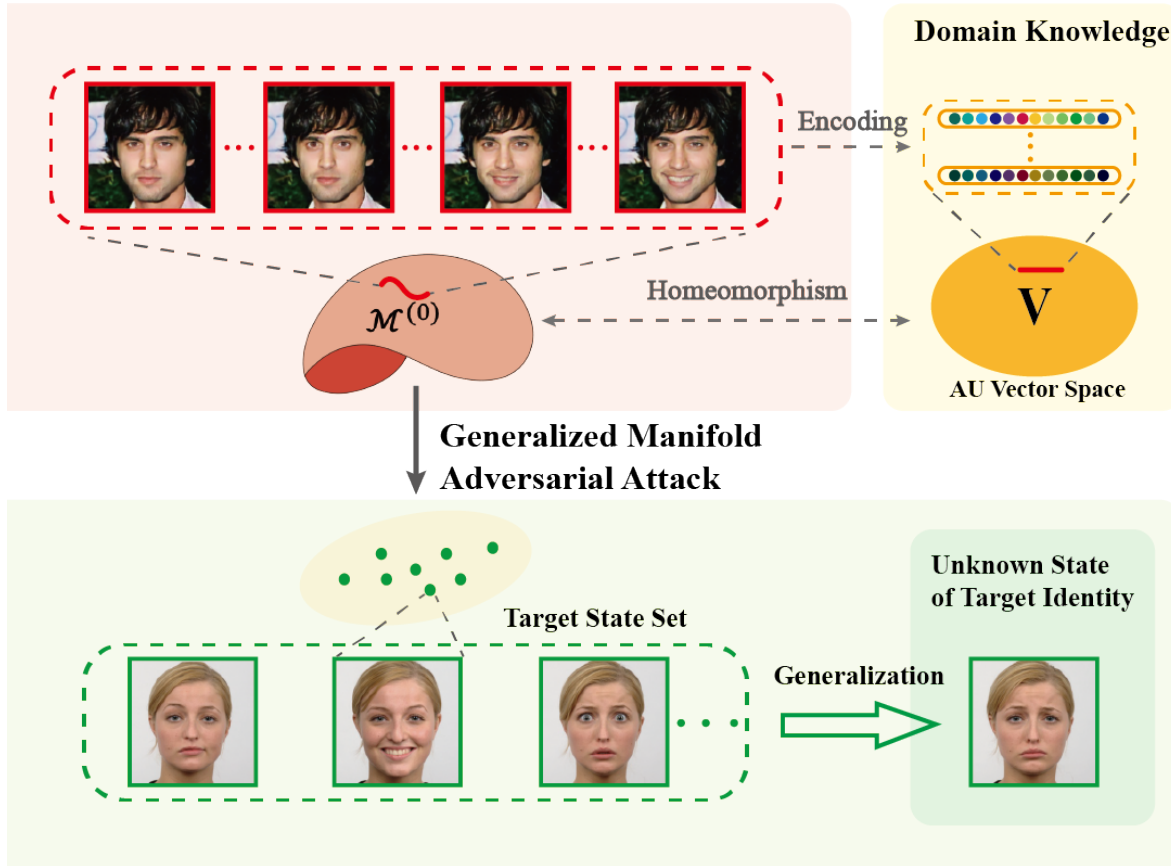 Domain Knowledge
Encoding
Homeomorphism
ℳ⁽⁰⁾
V
AU Vector Space
Generalized Manifold
Adversarial Attack
Unknown State
of Target Identity
Target State Set
Generalization